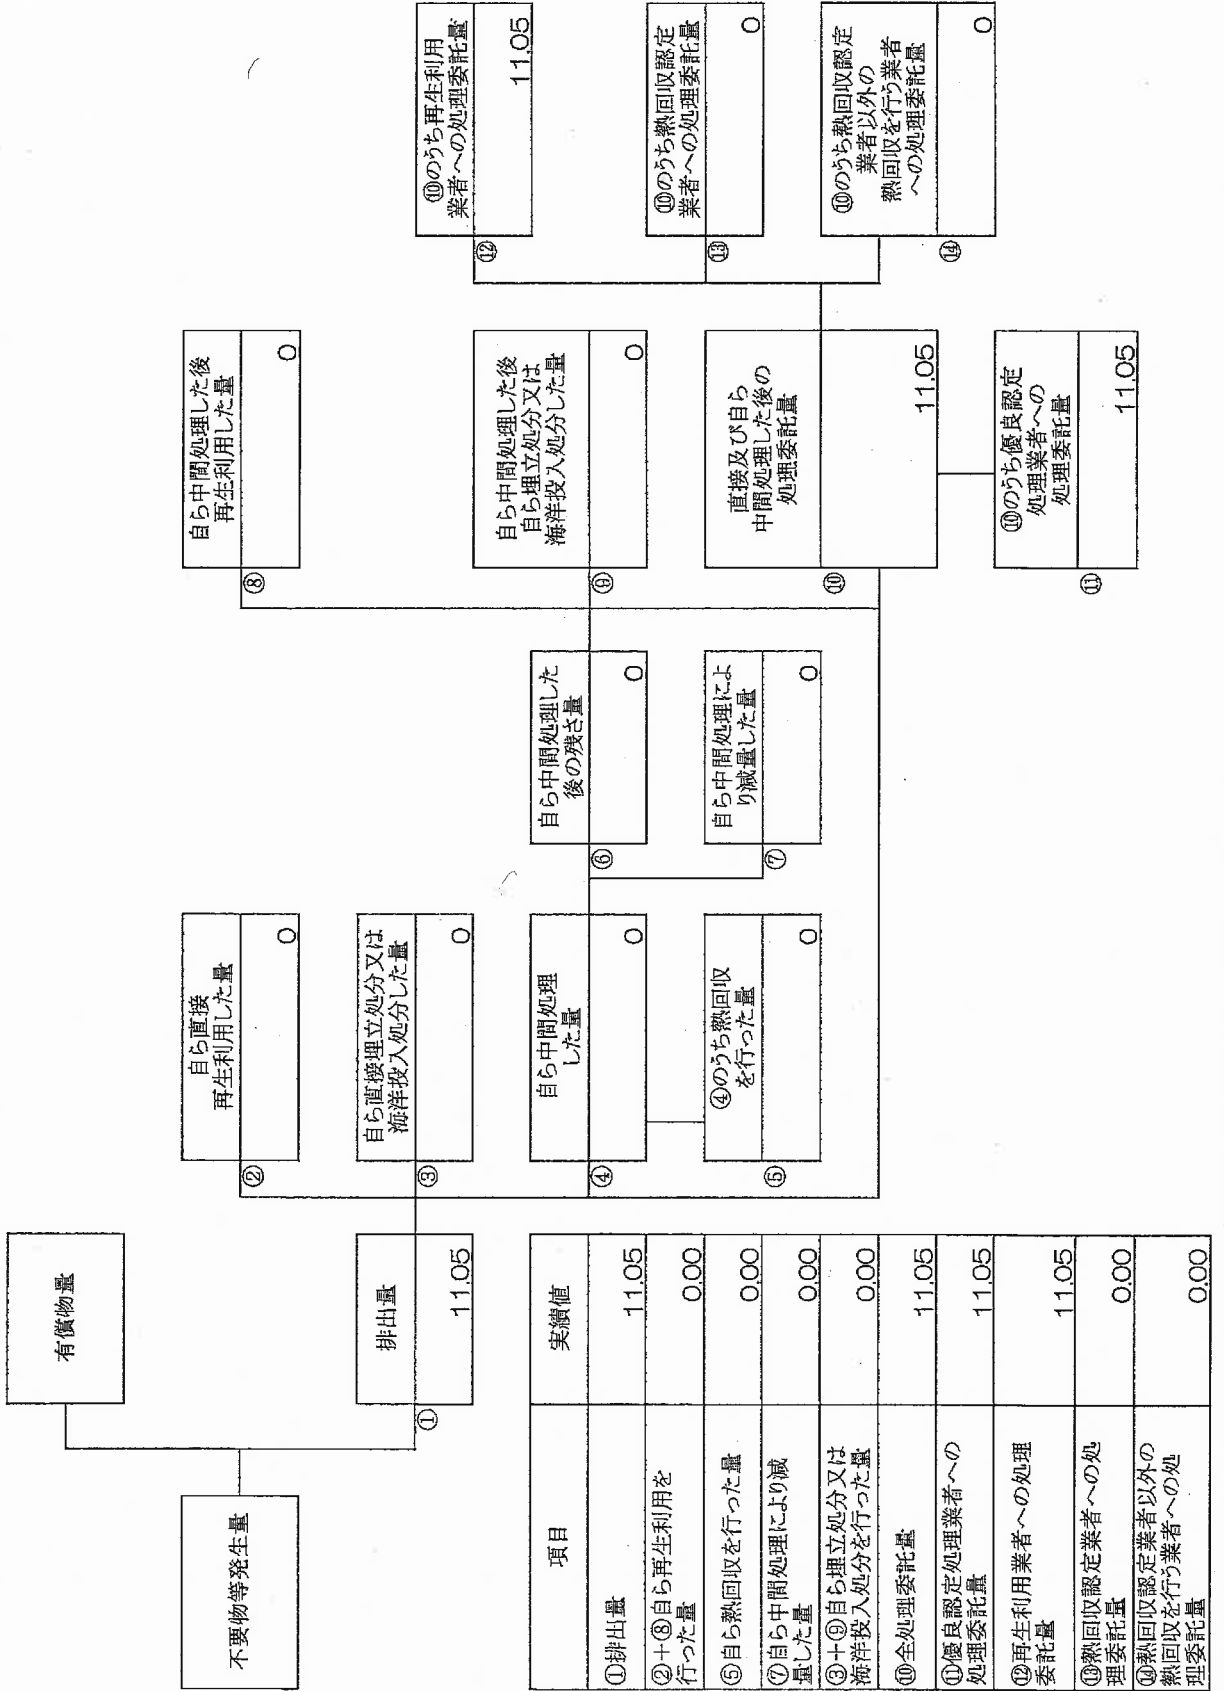 不要物等発生量
有償物量
①
排出量
11.05
②
自ら直接
再生利用した量
0
③
自ら直接埋立処分又は
海洋投入処分した量
0
④
自ら中間処理
した量
0
⑤
④のうち熱回収
を行った量
0
⑥
自ら中間処理した
後の残さ量
0
⑦
自ら中間処理によ
り減量した量
0
⑧
自ら中間処理した後
再生利用した量
0
⑨
自ら中間処理した後
自ら埋立処分又は
海洋投入処分した量
0
⑩
直接及び自ら
中間処理した後の
処理委託量
11.05
⑪
⑩のうち優良認定
処理業者への
処理委託量
11.05
⑫
⑩のうち再生利用
業者への処理委託量
11.05
⑬
⑩のうち熱回収認定
業者への処理委託量
0
⑭
⑩のうち熱回収認定
業者以外の
熱回収を行う業者
への処理委託量
0
項目
実績値
①排出量
11.05
②+⑧自ら再生利用を
行った量
0.00
⑤自ら熱回収を行った量
0.00
⑦自ら中間処理により減
量した量
0.00
③+⑨自ら埋立処分又は
海洋投入処分を行った量
0.00
⑩全処理委託量
11.05
⑪優良認定処理業者への
処理委託量
11.05
⑫再生利用業者への処理
委託量
11.05
⑬熱回収認定業者への処
理委託量
0.00
⑭熱回収認定業者以外の
熱回収を行う業者への処
理委託量
0.00